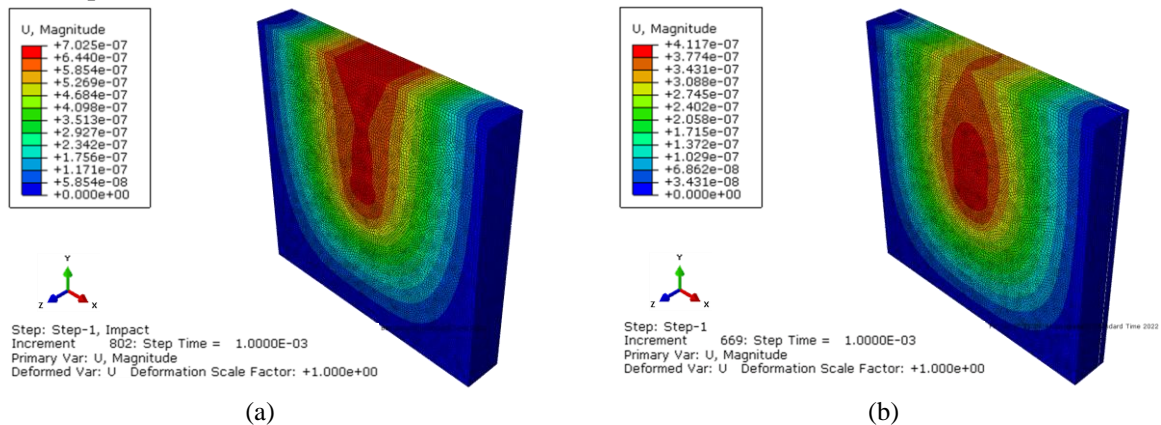 U, Magnitude
+7.025e-07
+6.440e-07
+5.854e-07
+5.269e-07
+4.684e-07
+4.098e-07
+3.513e-07
+2.927e-07
+2.342e-07
+1.756e-07
+1.171e-07
+5.854e-08
+0.000e+00
Y
Z
X
Step: Step-1, Impact
Increment 802: Step Time = 1.0000E-03
Primary Var: U, Magnitude
Deformed Var: U Deformation Scale Factor: +1.000e+00
(a)
U, Magnitude
+4.117e-07
+3.774e-07
+3.431e-07
+3.088e-07
+2.745e-07
+2.402e-07
+2.058e-07
+1.715e-07
+1.372e-07
+1.029e-07
+6.862e-08
+3.431e-08
+0.000e+00
Y
Z
X
Time 2022
Step: Step-1
Increment 669: Step Time = 1.0000E-03
Primary Var: U, Magnitude
Deformed Var: U Deformation Scale Factor: +1.000e+00
(b)